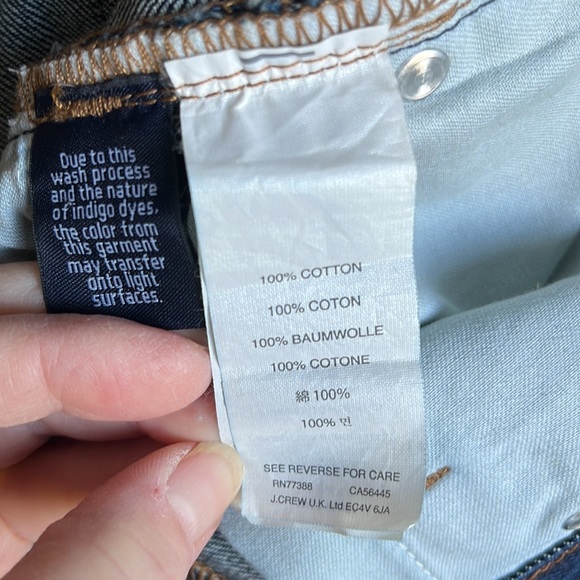 Due to this
wash process
and the nature
of indigo dyes,
the color from
this garment
may transfer
onto light
surfaces.
100% COTTON
100% COTON
100% BAUMWOLLE
100% COTONE
綿 100%
100% 면
SEE REVERSE FOR CARE
RN77388 CA56445
J.CREW U.K. Ltd EC4V 6JA